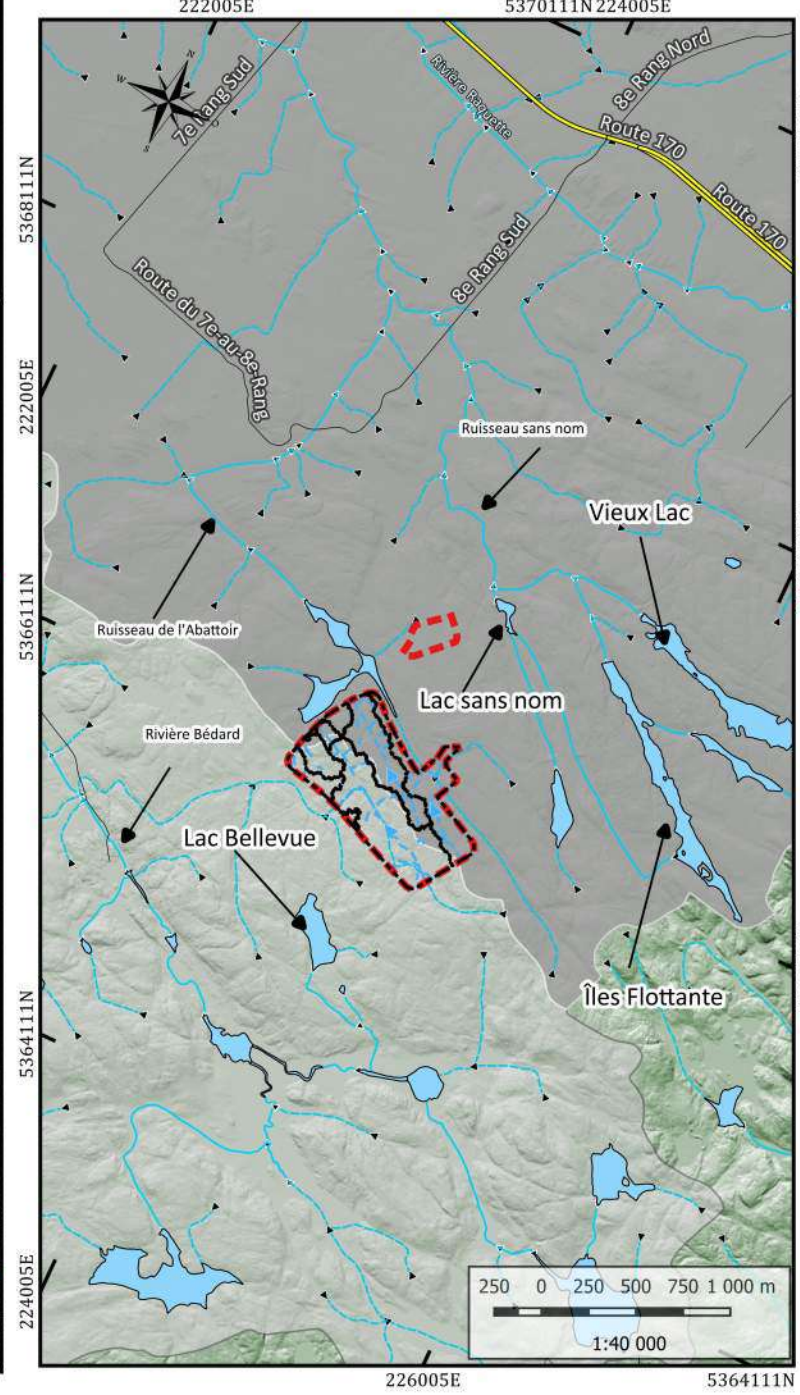 222005E
5370111N 224005E
N
W
S
7e Rang Sud
Rivière Raquette
8e Rang Nord
Route 170
Route 170
5368111N
Route du 7e-au-8e-Rang
8e Rang Sud
222005E
Ruisseau sans nom
Vieux Lac
5366111N
Ruisseau de l'Abattoir
Lac sans nom
Rivière Bédard
Lac Bellevue
Îles Flottante
5364111N
224005E
250 0 250 500 750 1 000 m
1:40 000
226005E
5364111N